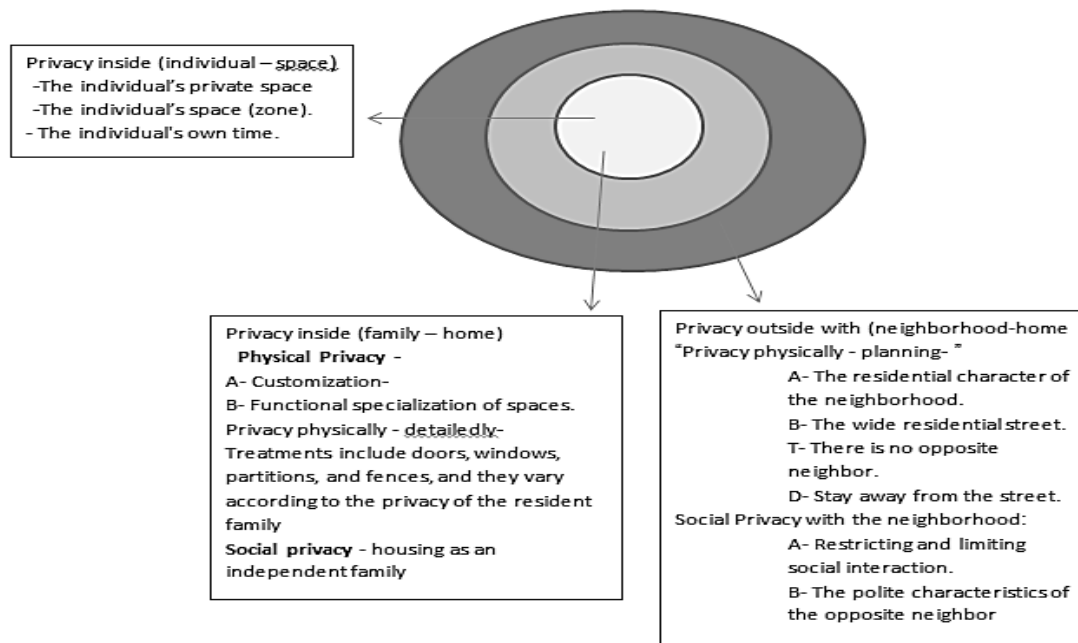 Privacy inside (individual – space)
-The individual's private space
-The individual's space (zone).
- The individual's own time.
Privacy inside (family – home)
Physical Privacy -
A- Customization-
B- Functional specialization of spaces.
Privacy physically - detailedly-
Treatments include doors, windows,
partitions, and fences, and they vary
according to the privacy of the resident
family
Social privacy - housing as an
independent family
Privacy outside with (neighborhood-home
“Privacy physically - planning- ”
A- The residential character of
the neighborhood.
B- The wide residential street.
T- There is no opposite
neighbor.
D- Stay away from the street.
Social Privacy with the neighborhood:
A- Restricting and limiting
social interaction.
B- The polite characteristics of
the opposite neighbor